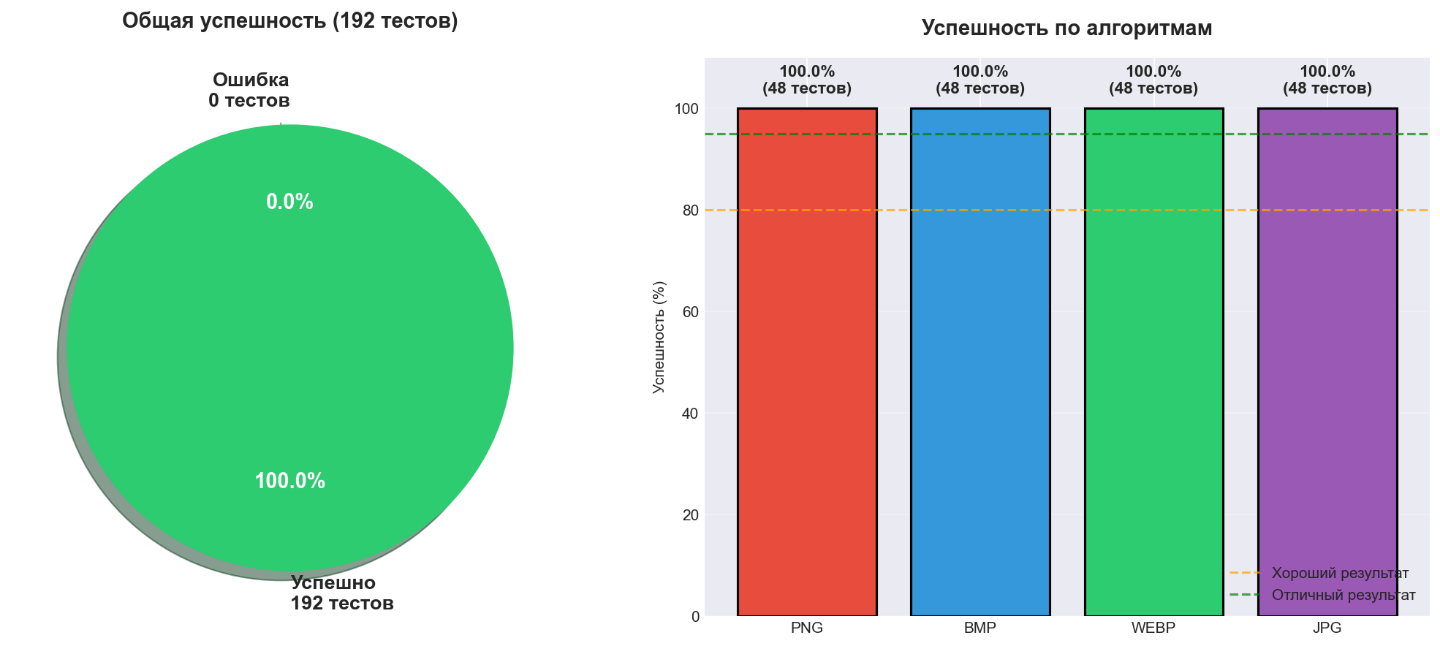 Общая успешность (192 тестов)
Ошибка
0 тестов
0.0%
100.0%
Успешно
192 тестов
Успешность по алгоритмам
100.0%
(48 тестов)
100.0%
(48 тестов)
100.0%
(48 тестов)
100.0%
(48 тестов)
Успешность (%)
100
80
60
40
20
0
PNG
BMP
WEBP
JPG
Хороший результат
Отличный результат